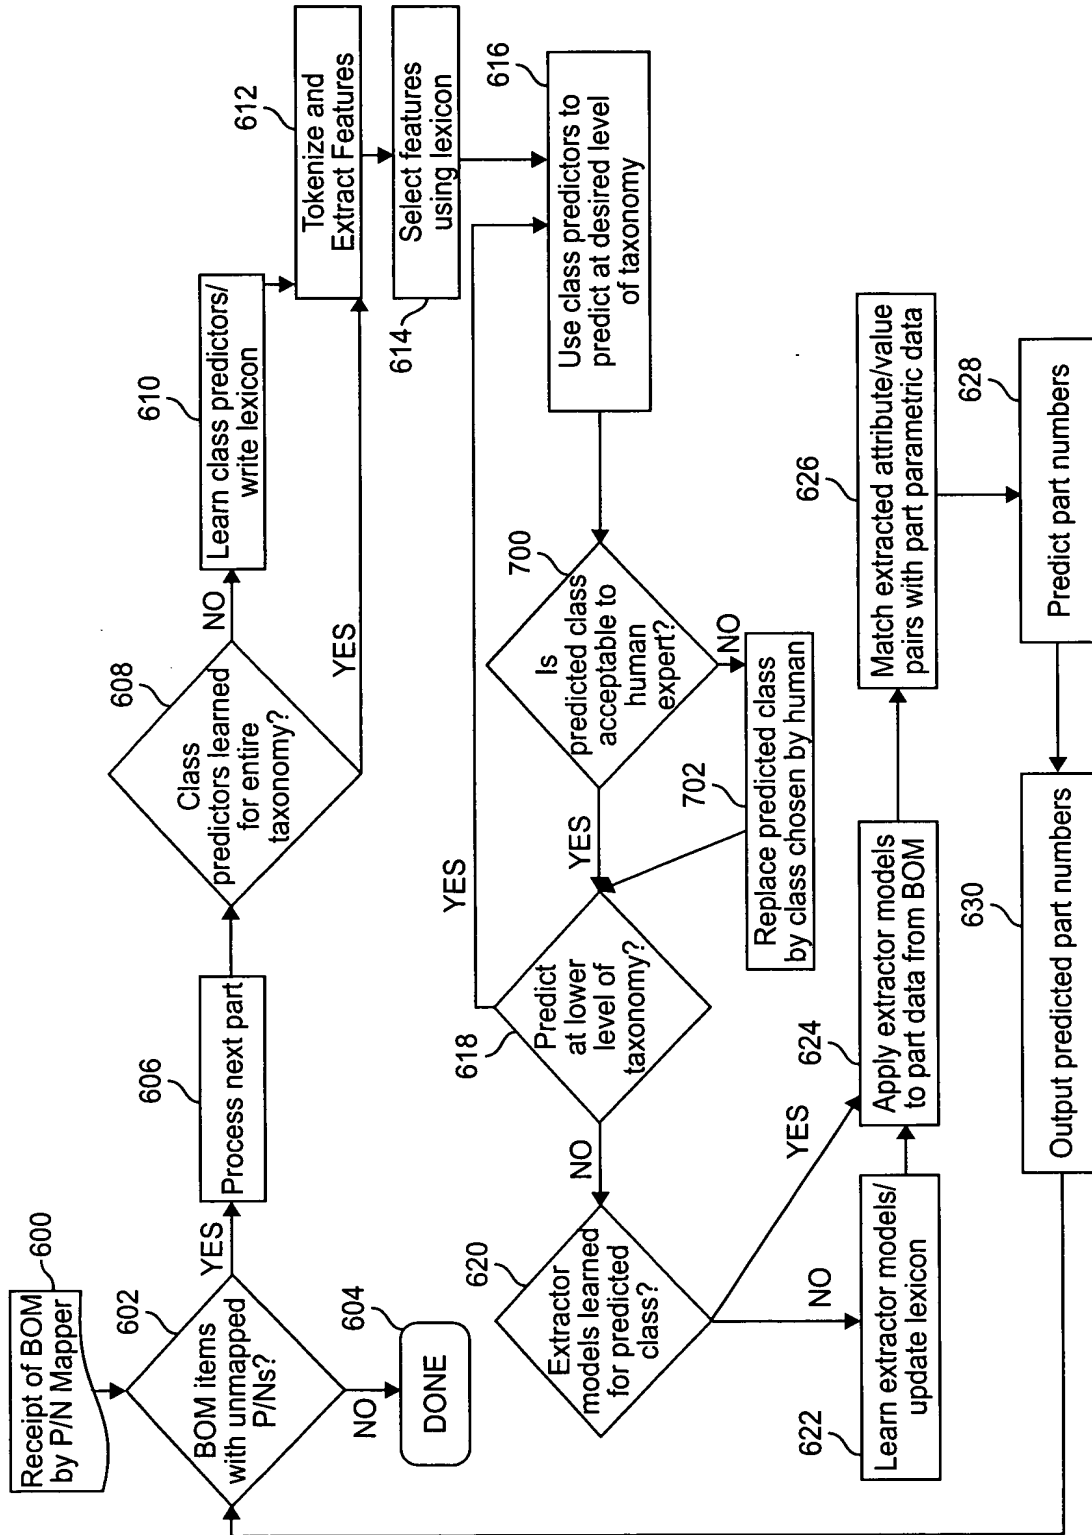 Receipt of BOM
by P/N Mapper
600
602
BOM items
with unmapped
P/Ns?
YES
NO
604
DONE
606
Process next part
608
Class
predictors learned
for entire
taxonomy?
NO
YES
610
Learn class predictors/
write lexicon
612
Tokenize and
Extract Features
614
Select features
using lexicon
616
Use class predictors to
predict at desired level
of taxonomy
700
Is
predicted class
acceptable to
human
expert?
YES
NO
702
Replace predicted class
by class chosen by human
618
Predict
at lower
level of
taxonomy?
YES
NO
620
Extractor
models learned
for predicted
class?
YES
NO
622
Learn extractor models/
update lexicon
624
Apply extractor models
to part data from BOM
626
Match extracted attribute/value
pairs with part parametric data
628
Predict part numbers
630
Output predicted part numbers